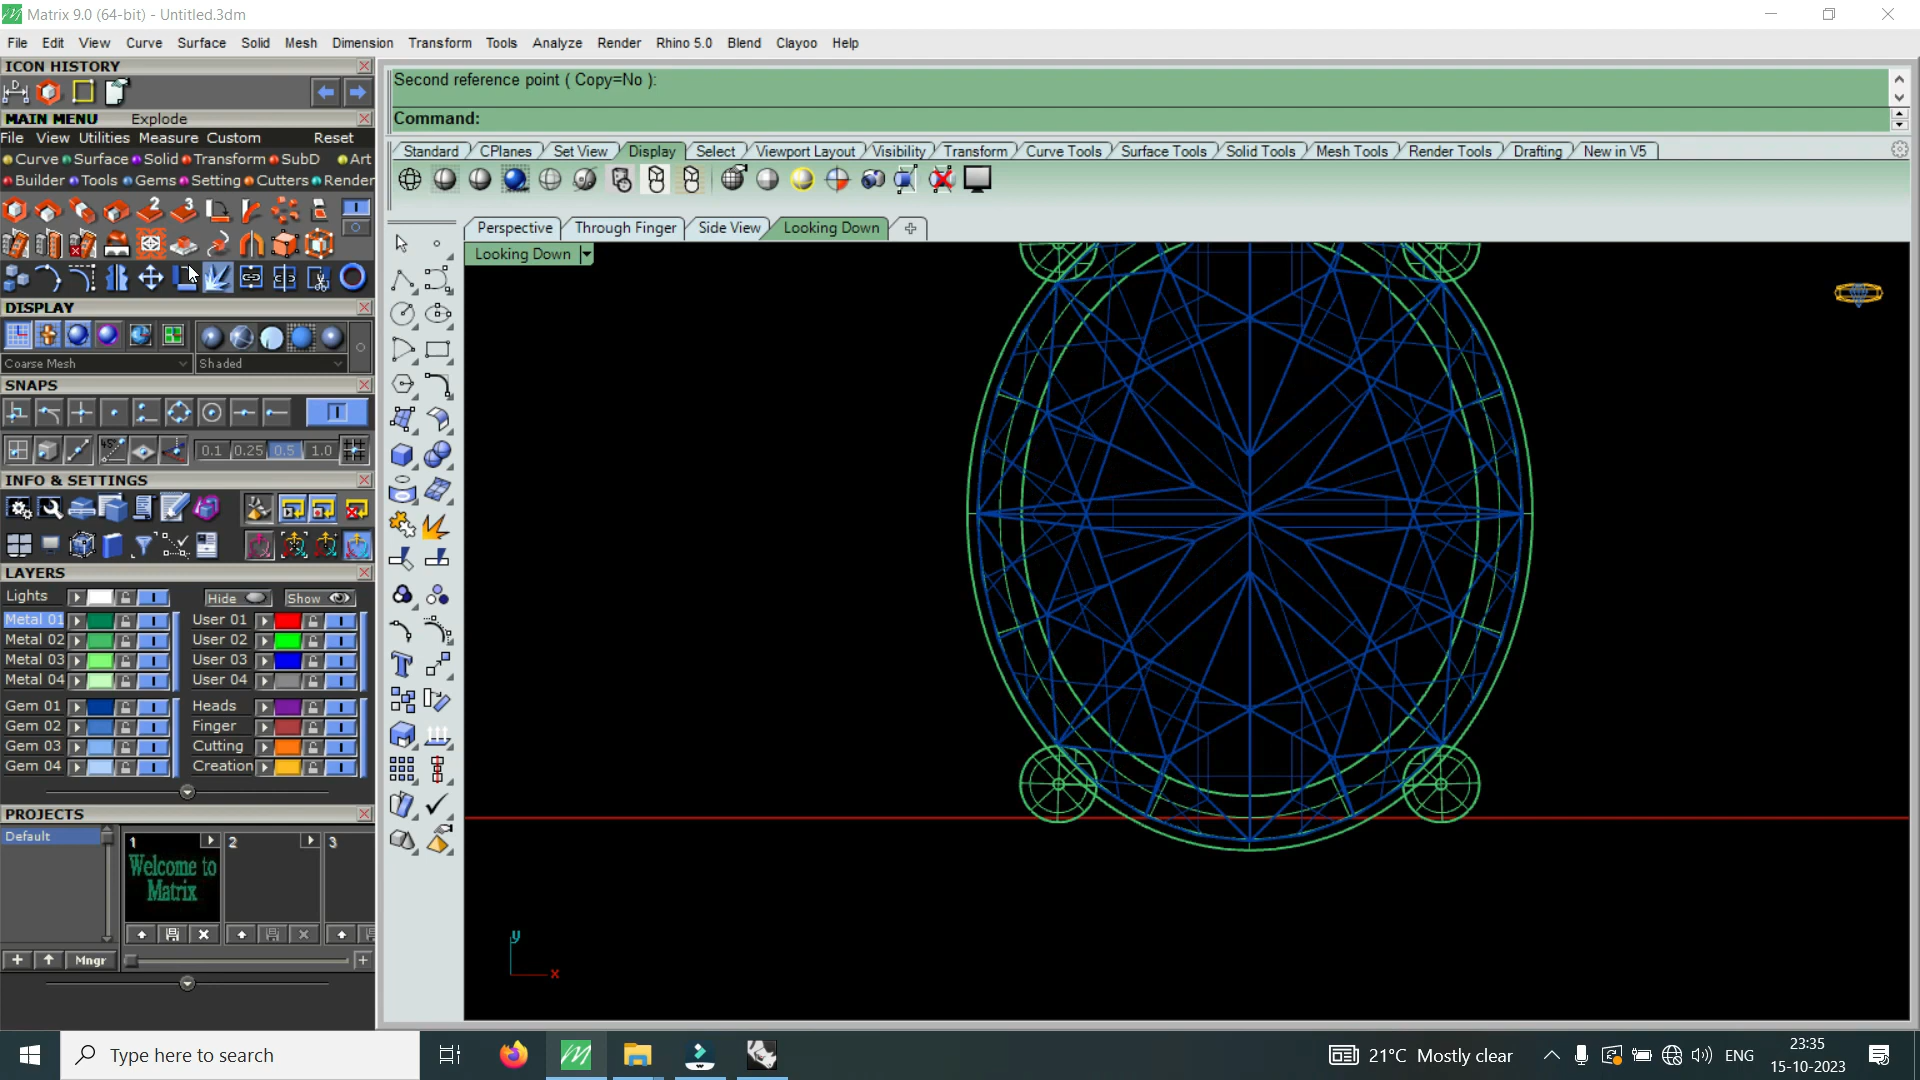 Matrix 9.0 (64-bit) - Untitled.3dm
File Edit View Curve Surface Solid Mesh Dimension Transform Tools Analyze Render Rhino 5.0 Blend Clayoo Help
ICON HISTORY
Second reference point ( Copy=No ):
MAIN MENU Explode
Command:
File View Utilities Measure Custom Reset
Standard CPlanes Set View Display Select Viewport Layout Visibility Transform Curve Tools Surface Tools Solid Tools Mesh Tools Render Tools Drafting New in V5
Curve Surface Solid Transform SubD Art
Builder Tools Gems Setting Cutters Render
Perspective Through Finger Side View Looking Down
Looking Down
DISPLAY
Coarse Mesh Shaded
SNAPS
0.1 0.25 0.5 1.0
INFO & SETTINGS
LAYERS
Lights Hide Show
Metal 01 User 01
Metal 02 User 02
Metal 03 User 03
Metal 04 User 04
Gem 01 Heads
Gem 02 Finger
Gem 03 Cutting
Gem 04 Creation
PROJECTS
Default 1 2 3
Welcome to
Matrix
y
x
Mngr
Type here to search
21°C Mostly clear
ENG
23:35
15-10-2023